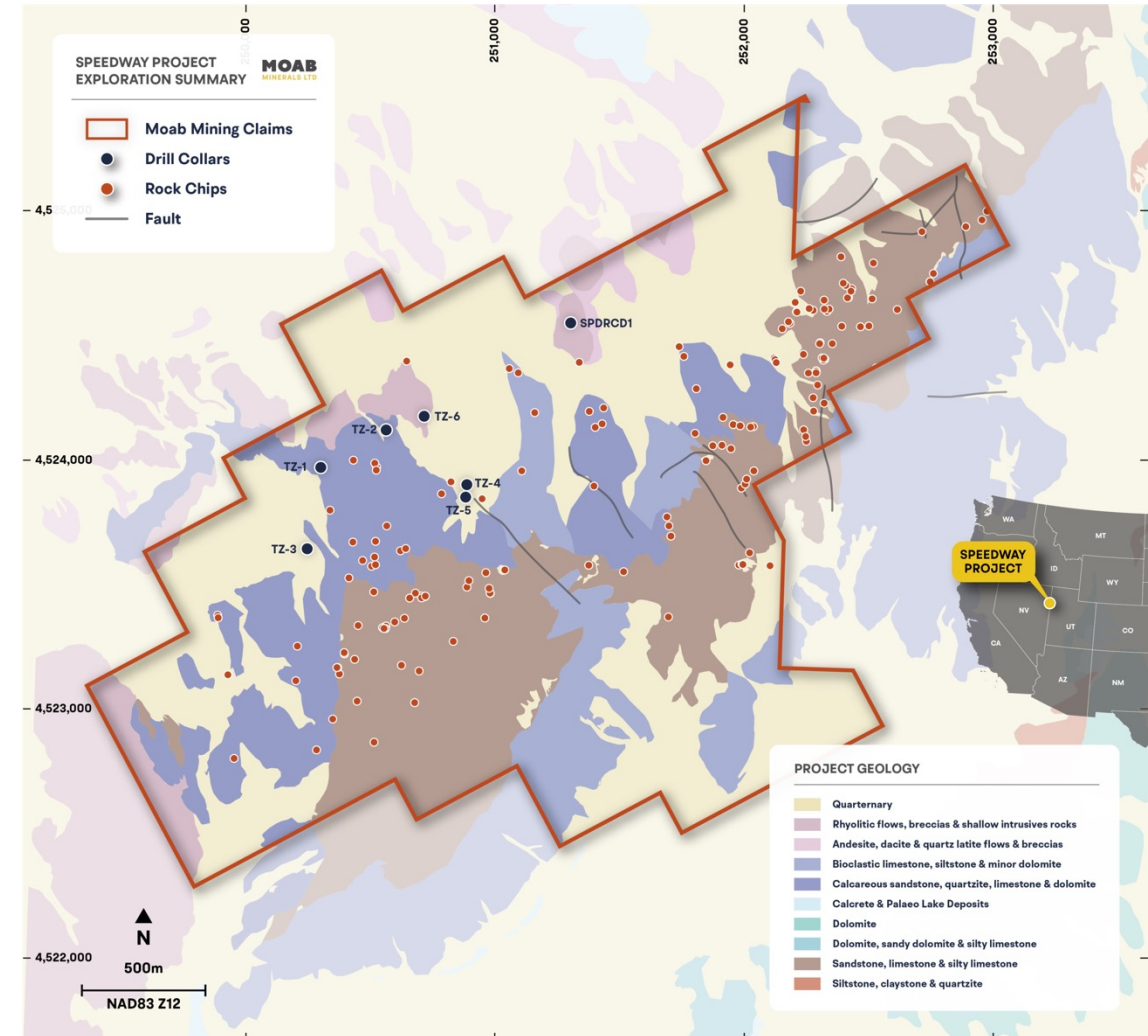 250,000
251,000
252,000
253,000
SPEEDWAY PROJECT
EXPLORATION SUMMARY
MOAB
MINERALS LTD
Moab Mining Claims
Drill Collars
Rock Chips
Fault
4,525,000
SPDRCD1
TZ-6
TZ-2
4,524,000
TZ-1
TZ-4
TZ-5
TZ-3
WA
MT
SPEEDWAY
PROJECT
ID
WY
NV
UT
CO
CA
AZ
NM
4,523,000
PROJECT GEOLOGY
Quarternary
Rhyolitic flows, breccias & shallow intrusives rocks
Andesite, dacite & quartz latite flows & breccias
Bioclastic limestone, siltstone & minor dolomite
Calcareous sandstone, quartzite, limestone & dolomite
Calcrete & Palaeo Lake Deposits
Dolomite
Dolomite, sandy dolomite & silty limestone
Sandstone, limestone & silty limestone
Siltstone, claystone & quartzite
N
4,522,000
500m
NAD83 Z12